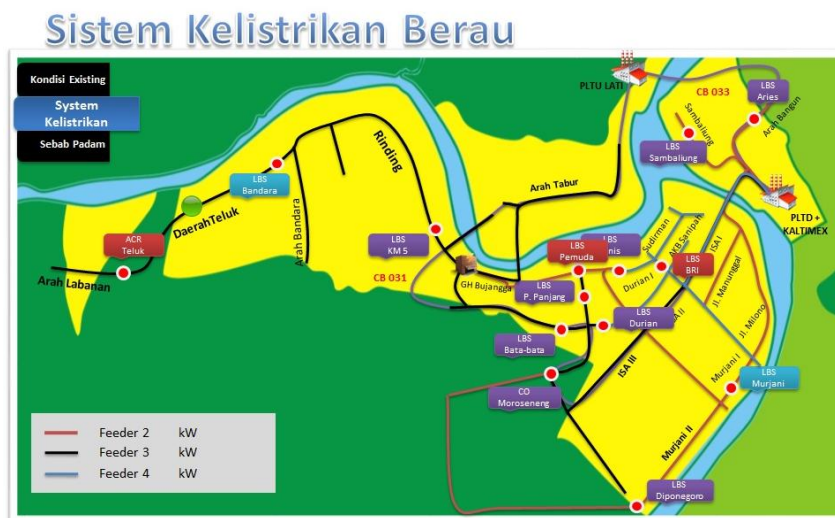 Sistem Kelistrikan Berau
Kondisi Existing
System
Kelistrikan
Sebab Padam
PLTU LATI
CB 033
LBS
Aries
Arah Bangun
Sambaliung
LBS
Sambaliung
Rinding
LBS
Bandara
Arah Tabur
PLTD +
KALTIMEX
DaerahTeluk
Arah Bandara
ACR
Teluk
Arah Labanan
LBS
KM 5
CB 031
GH Bujangga
LBS
Pemuda
Sudirman
AKB Sanipah
ISA I
LBS
BRI
Durian I
LBS
P. Panjang
Jl. Manunggal
LBS
Durian
Jl. Milono
LBS
Bata-bata
ISA III
Murjani I
LBS
Murjani
CO
Moroseneng
Murjani II
LBS
Diponegoro
Feeder 2 kW
Feeder 3 kW
Feeder 4 kW